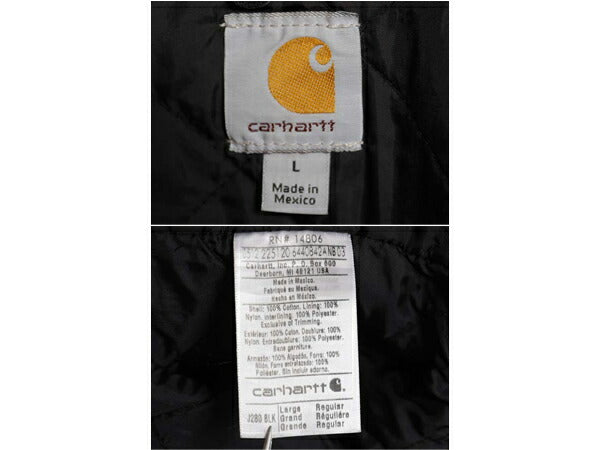 carhartt
L
Made in
Mexico
RN# 14806
Carhartt, Inc. P. O. Box 600
Dearborn, MI 48121 USA
Made in Mexico.
Fabriqué au Mexique.
Hecho en México.
Shell: 100% Cotton. Lining: 100%
Nylon. Interlining: 100% Polyester.
Exclusive of Trimming.
Extérieur: 100% Coton. Doublure: 100%
Nylon. Entredoublure: 100% Polyester.
Sans garniture.
Armazón: 100% Algodón. Forro: 100%
Nilón. Forro: 100%
Poliéster. Sin incluir adorno.
carhartt
J280 BLK
Large Regular
Grand Régulière
Grande Regular